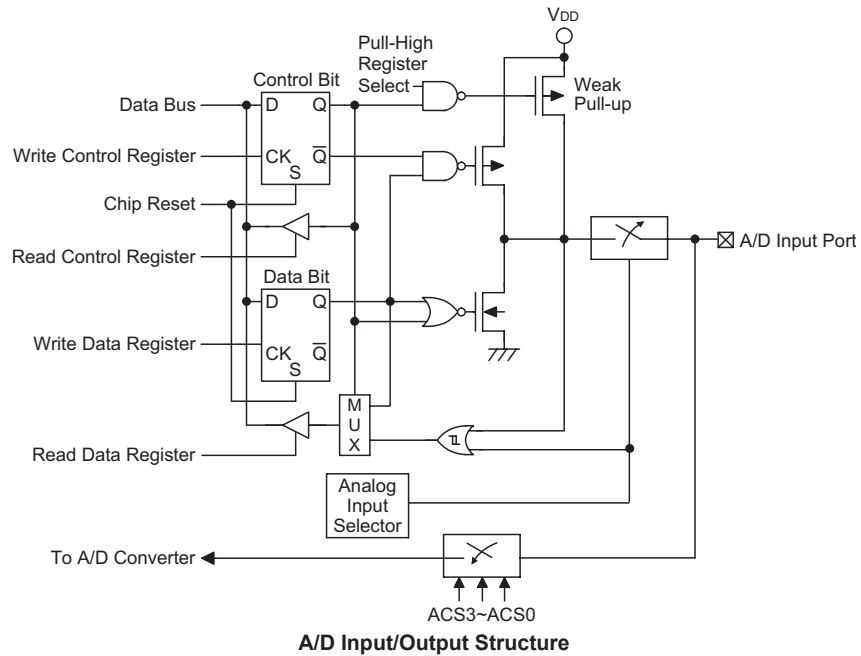 VDD
Pull-High
Register
Select
Control Bit
Weak
Pull-up
Data Bus
D
Q
Write Control Register
CK
Q̅
S
Chip Reset
Read Control Register
Data Bit
D
Q
A/D Input Port
Write Data Register
CK
Q̅
S
M
U
X
Read Data Register
Analog
Input
Selector
To A/D Converter
ACS3~ACS0
A/D Input/Output Structure